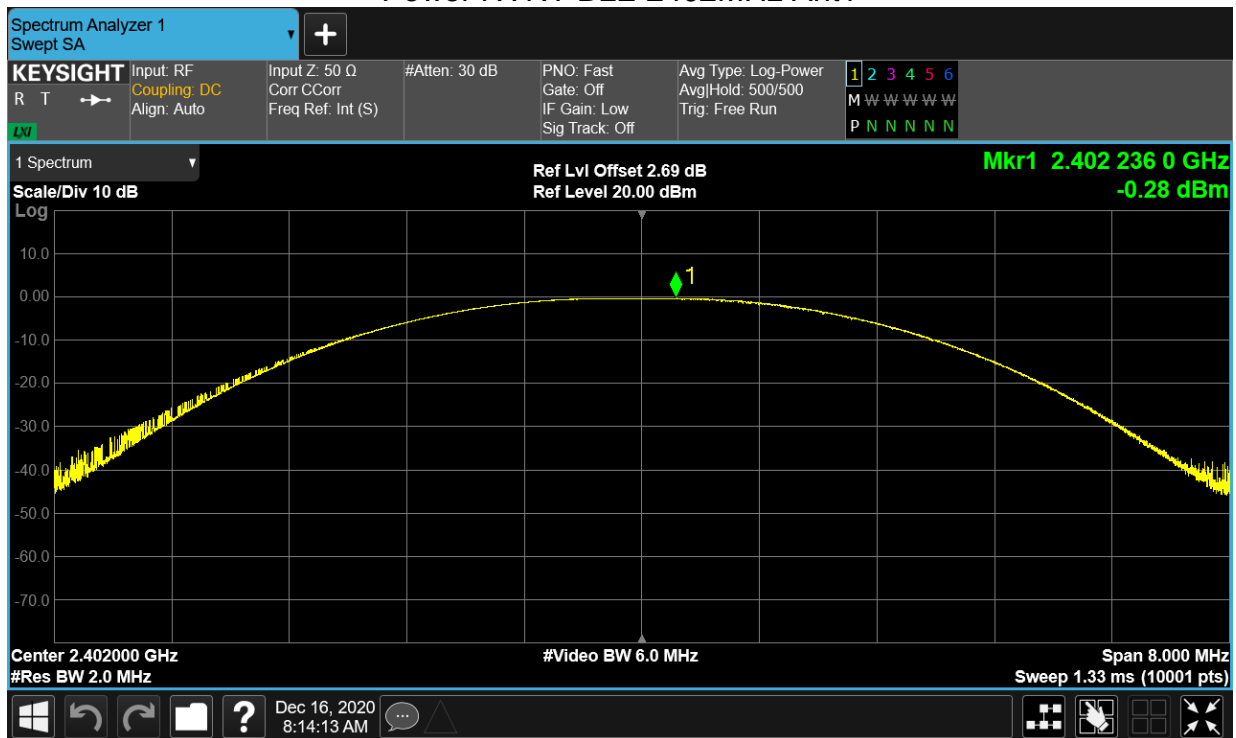 Spectrum Analyzer 1
Swept SA
+
KEYSIGHT
R T
LXI
Input: RF
Coupling: DC
Align: Auto
Input Z: 50 Ω
Corr CCorr
Freq Ref: Int (S)
#Atten: 30 dB
PNO: Fast
Gate: Off
IF Gain: Low
Sig Track: Off
Avg Type: Log-Power
Avg|Hold: 500/500
Trig: Free Run
1 2 3 4 5 6
M W W W W W
P N N N N N
1 Spectrum
Scale/Div 10 dB
Log
Ref Lvl Offset 2.69 dB
Ref Level 20.00 dBm
Mkr1 2.402 236 0 GHz
-0.28 dBm
10.0
0.00
-10.0
-20.0
-30.0
-40.0
-50.0
-60.0
-70.0
1
Center 2.402000 GHz
#Res BW 2.0 MHz
#Video BW 6.0 MHz
Span 8.000 MHz
Sweep 1.33 ms (10001 pts)
?
Dec 16, 2020
8:14:13 AM